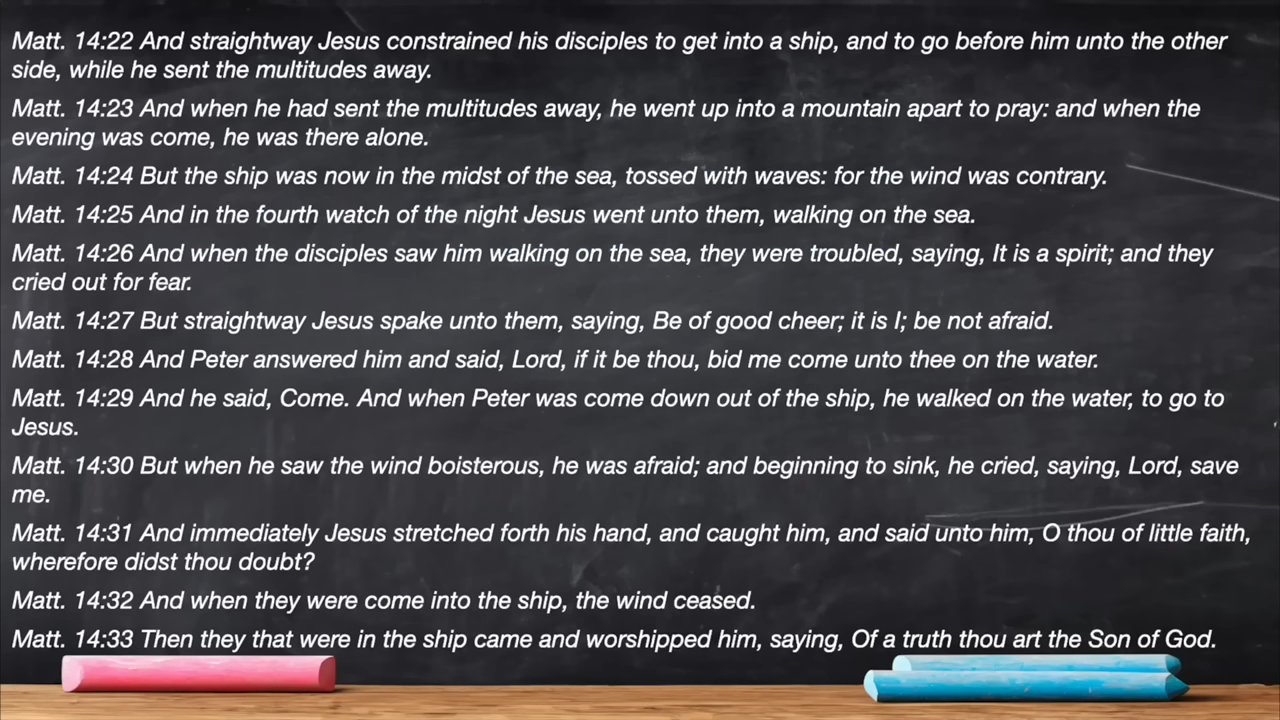 Matt. 14:22 And straightway Jesus constrained his disciples to get into a ship, and to go before him unto the other
side, while he sent the multitudes away.
Matt. 14:23 And when he had sent the multitudes away, he went up into a mountain apart to pray: and when the
evening was come, he was there alone.
Matt. 14:24 But the ship was now in the midst of the sea, tossed with waves: for the wind was contrary.
Matt. 14:25 And in the fourth watch of the night Jesus went unto them, walking on the sea.
Matt. 14:26 And when the disciples saw him walking on the sea, they were troubled, saying, It is a spirit; and they
cried out for fear.
Matt. 14:27 But straightway Jesus spake unto them, saying, Be of good cheer; it is I; be not afraid.
Matt. 14:28 And Peter answered him and said, Lord, if it be thou, bid me come unto thee on the water.
Matt. 14:29 And he said, Come. And when Peter was come down out of the ship, he walked on the water, to go to
Jesus.
Matt. 14:30 But when he saw the wind boisterous, he was afraid; and beginning to sink, he cried, saying, Lord, save
me.
Matt. 14:31 And immediately Jesus stretched forth his hand, and caught him, and said unto him, O thou of little faith,
wherefore didst thou doubt?
Matt. 14:32 And when they were come into the ship, the wind ceased.
Matt. 14:33 Then they that were in the ship came and worshipped him, saying, Of a truth thou art the Son of God.